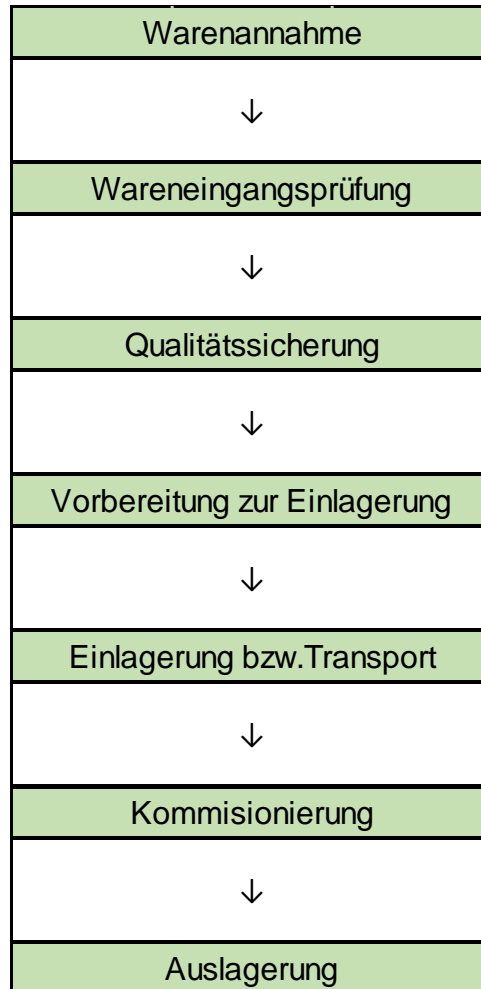 Warenannahme
↓
Wareneingangsprüfung
↓
Qualitätssicherung
↓
Vorbereitung zur Einlagerung
↓
Einlagerung bzw.Transport
↓
Kommisionierung
↓
Auslagerung